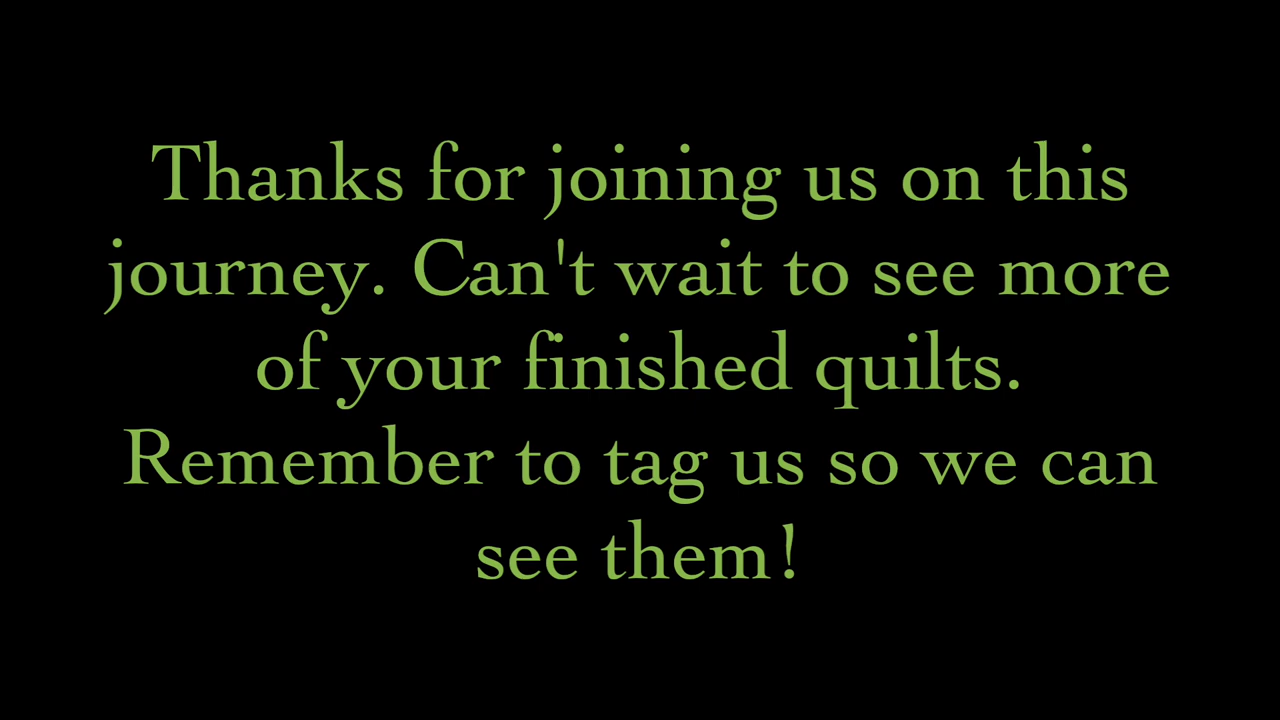 Thanks for joining us on this
journey. Can't wait to see more
of your finished quilts.
Remember to tag us so we can
see them!